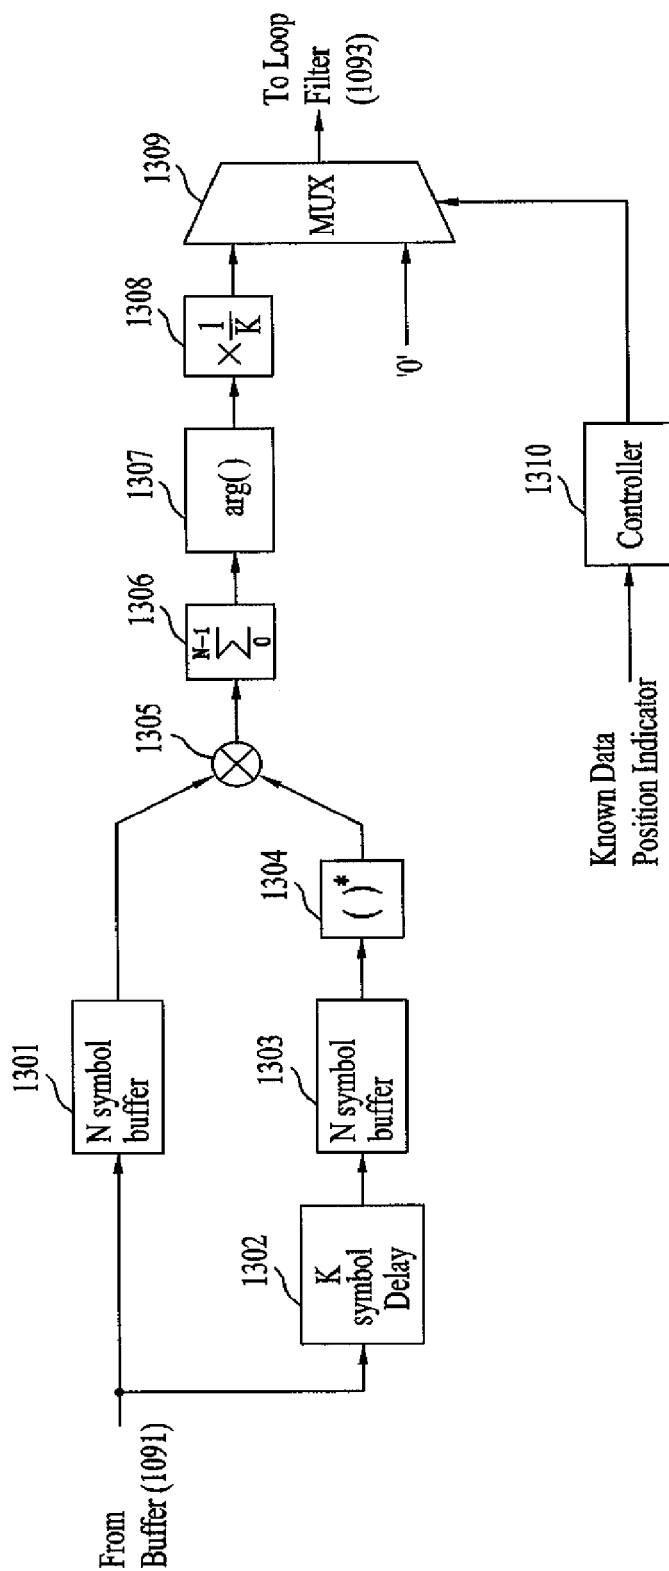 From
Buffer (1091)
1301
N symbol
buffer
1302
K
symbol
Delay
1303
N symbol
buffer
1304
( )*
1305
1306
N-1
∑
0
1307
arg( )
1308
× 1/K
1309
MUX
'0'
To Loop
Filter
(1093)
Known Data
Position Indicator
1310
Controller